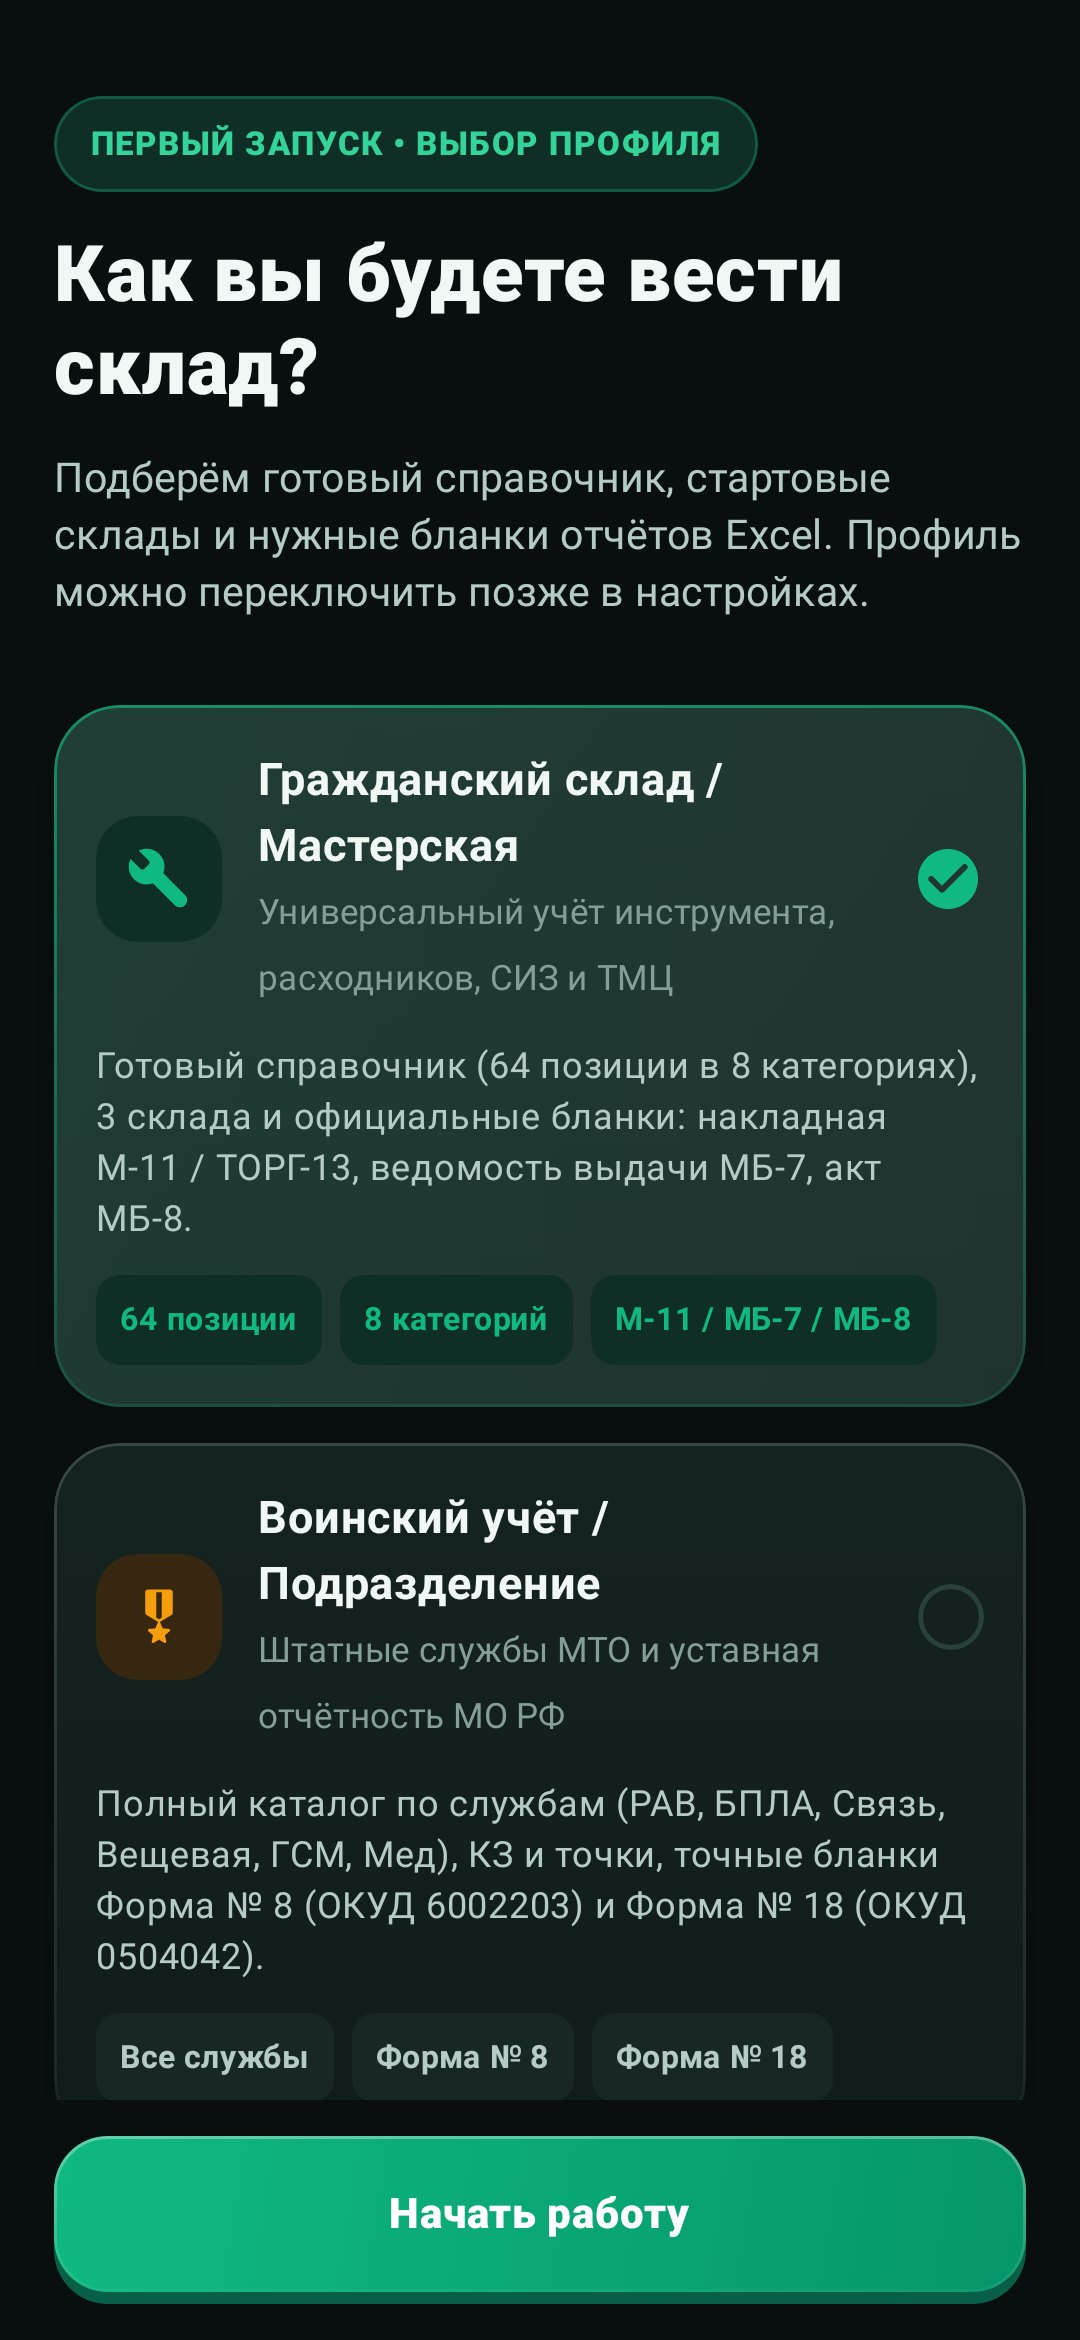 ПЕРВЫЙ ЗАПУСК • ВЫБОР ПРОФИЛЯ
Как вы будете вести
склад?
Подберём готовый справочник, стартовые
склады и нужные бланки отчётов Excel. Профиль
можно переключить позже в настройках.
Гражданский склад /
Мастерская
Универсальный учёт инструмента,
расходников, СИЗ и ТМЦ
Готовый справочник (64 позиции в 8 категориях),
3 склада и официальные бланки: накладная
М-11 / ТОРГ-13, ведомость выдачи МБ-7, акт
МБ-8.
64 позиции
8 категорий
М-11 / МБ-7 / МБ-8
Воинский учёт /
Подразделение
Штатные службы МТО и уставная
отчётность МО РФ
Полный каталог по службам (РАВ, БПЛА, Связь,
Вещевая, ГСМ, Мед), КЗ и точки, точные бланки
Форма № 8 (ОКУД 6002203) и Форма № 18 (ОКУД
0504042).
Все службы
Форма № 8
Форма № 18
Начать работу